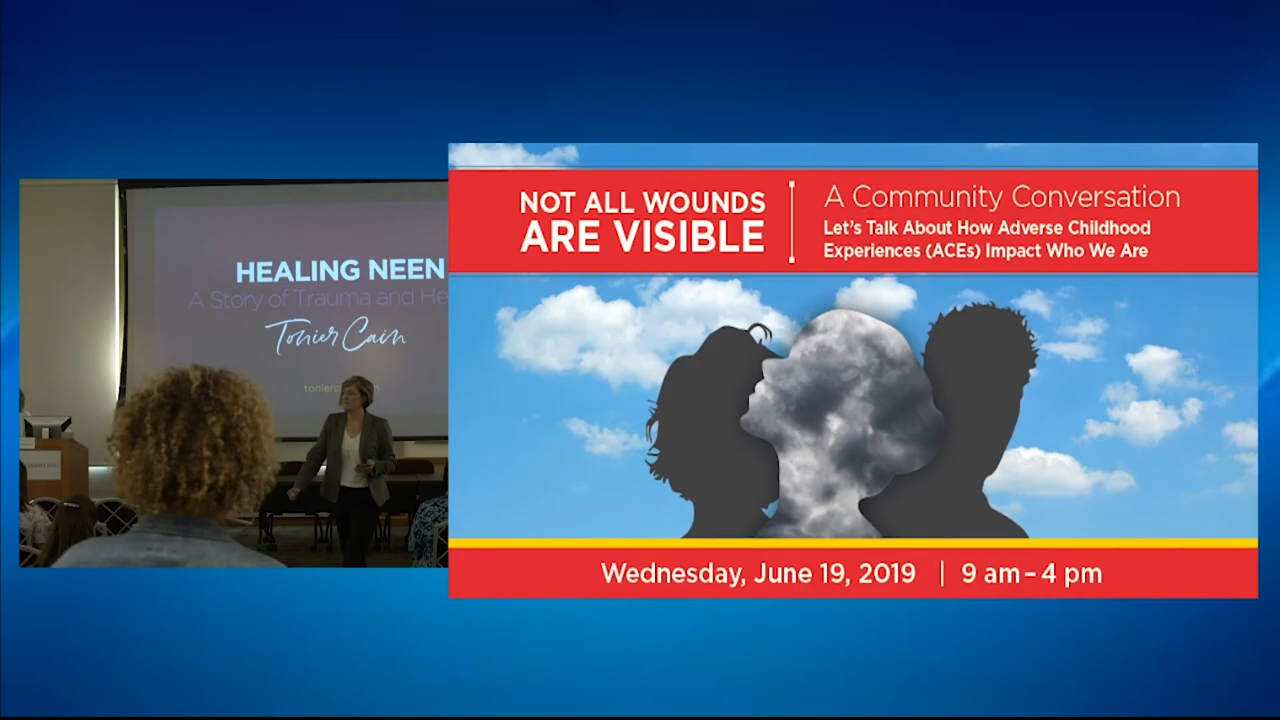 HEALING NEEN
A Story of Trauma and He
Tonier Cain
NOT ALL WOUNDS
ARE VISIBLE
A Community Conversation
Let's Talk About How Adverse Childhood
Experiences (ACEs) Impact Who We Are
Wednesday, June 19, 2019 | 9 am – 4 pm